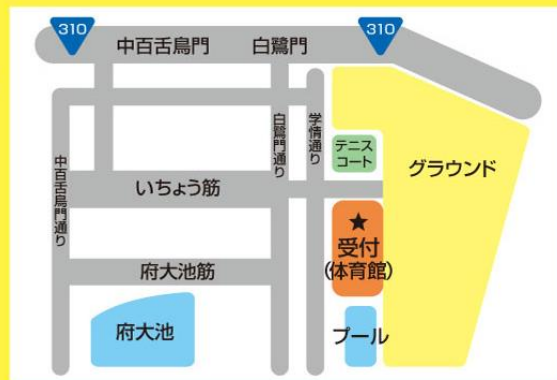 310
310
中百舌鳥門
白鷺門
中百舌鳥門通り
白鷺門通り
学情通り
テニス
コート
グラウンド
いちょう筋
★
受付
(体育館)
府大池筋
府大池
プール